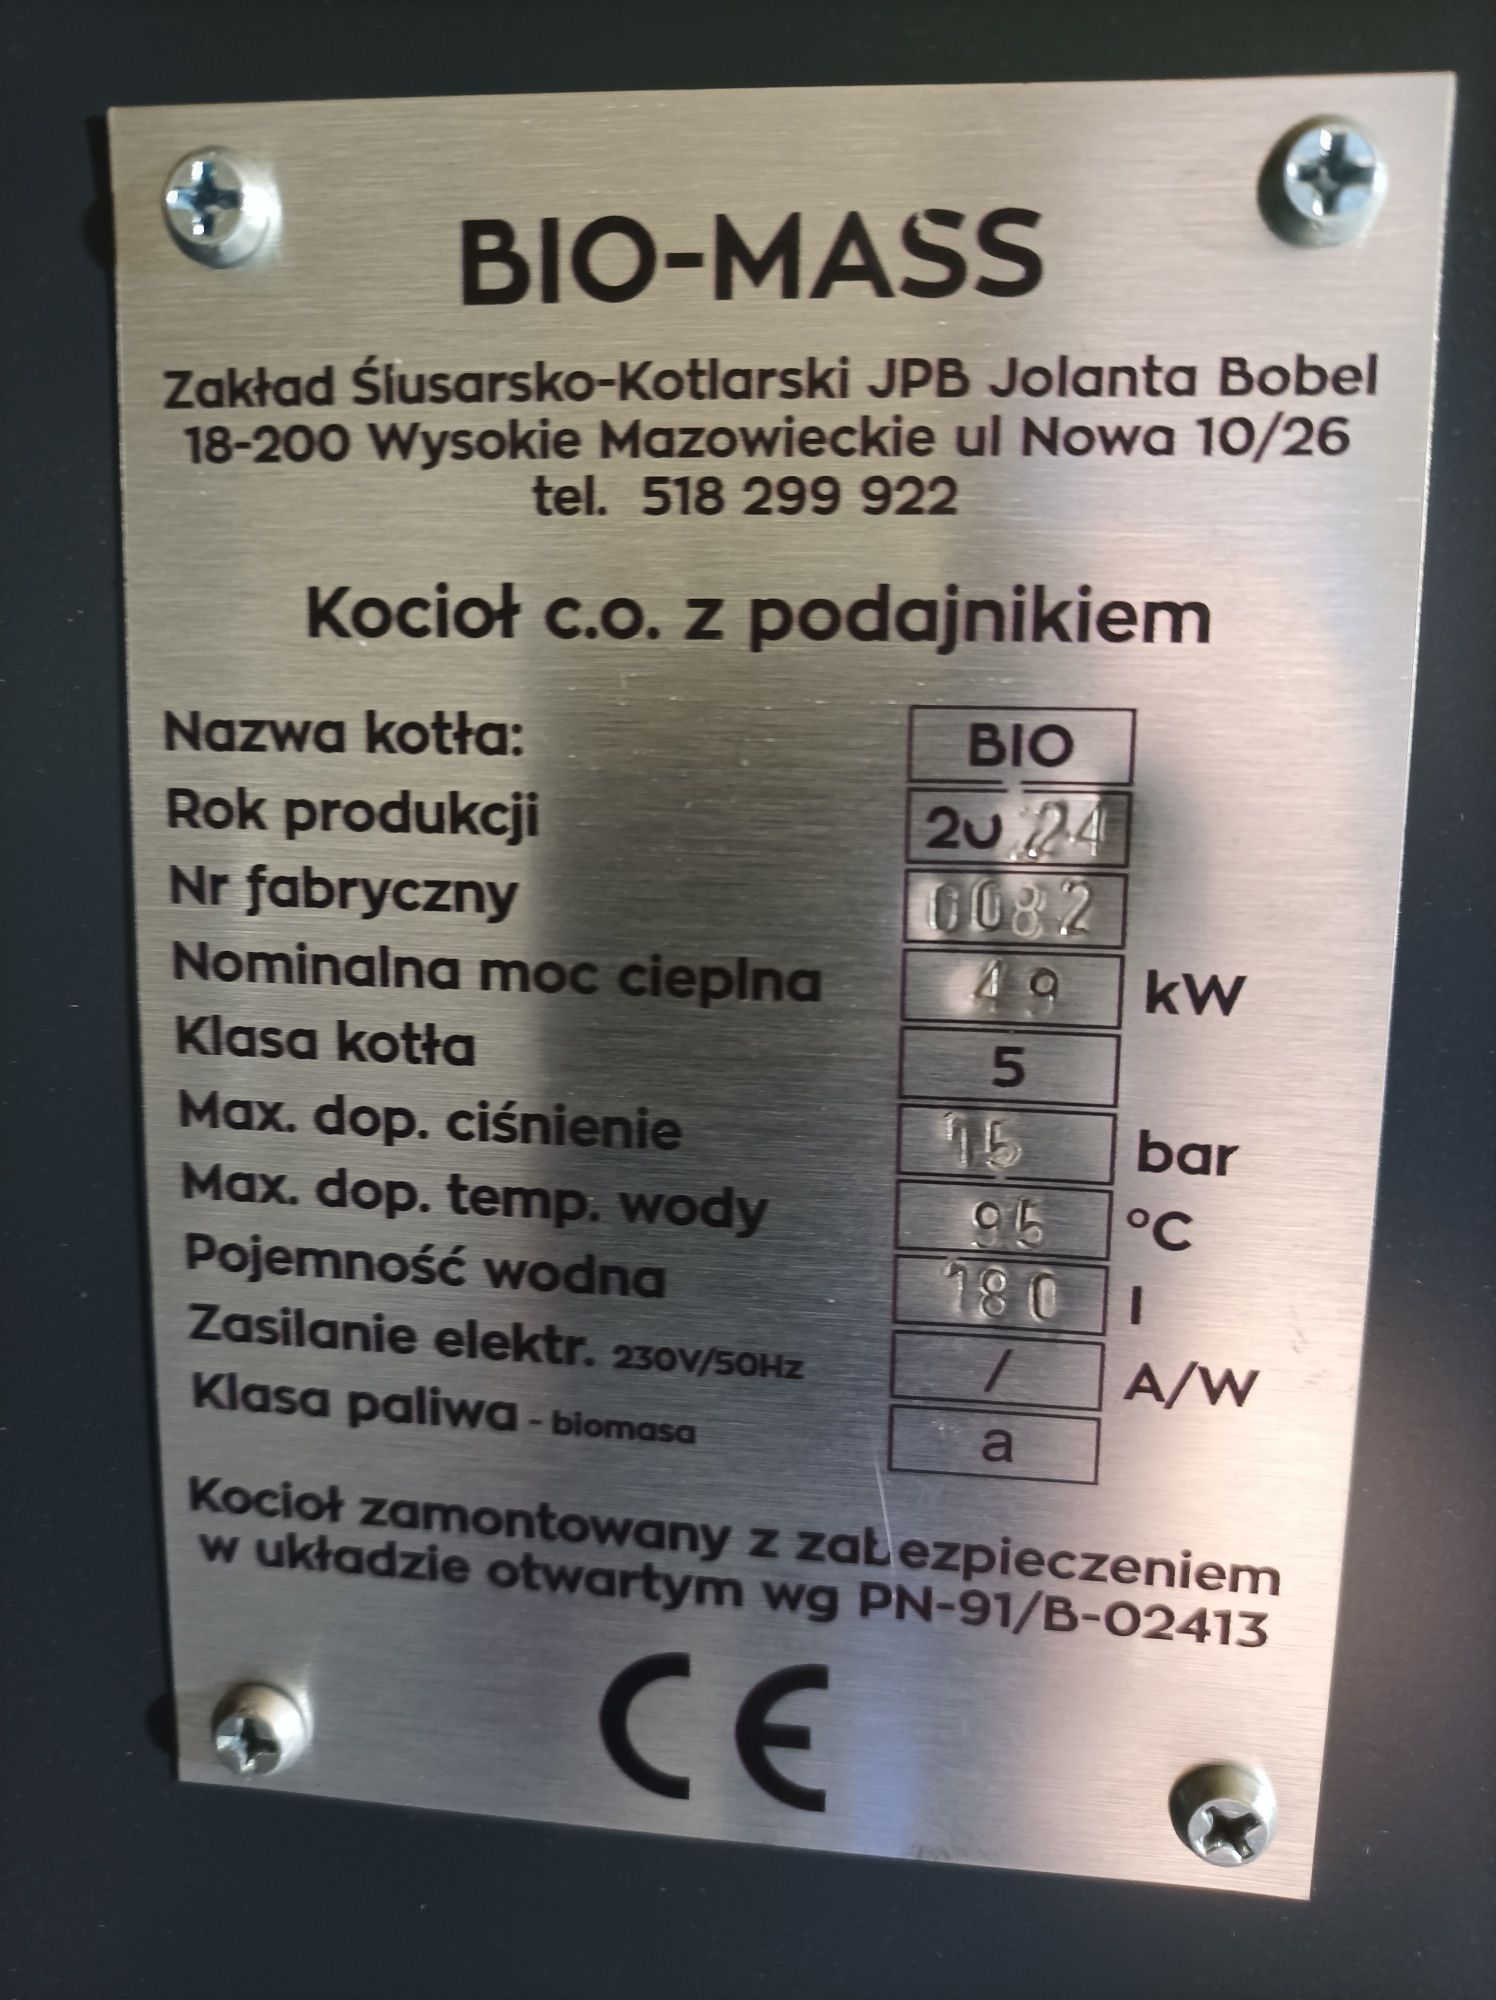 BIO-MASS
Zakład Ślusarsko-Kotlarski JPB Jolanta Bobel
18-200 Wysokie Mazowieckie ul Nowa 10/26
tel. 518 299 922
Kocioł c.o. z podajnikiem
Nazwa kotła: BIO
Rok produkcji 2024
Nr fabryczny 0082
Nominalna moc cieplna 49 kW
Klasa kotła 5
Max. dop. ciśnienie 15 bar
Max. dop. temp. wody 95 °C
Pojemność wodna 180 l
Zasilanie elektr. 230V/50Hz / A/W
Klasa paliwa - biomasa a
Kocioł zamontowany z zabezpieczeniem
w układzie otwartym wg PN-91/B-02413
CE